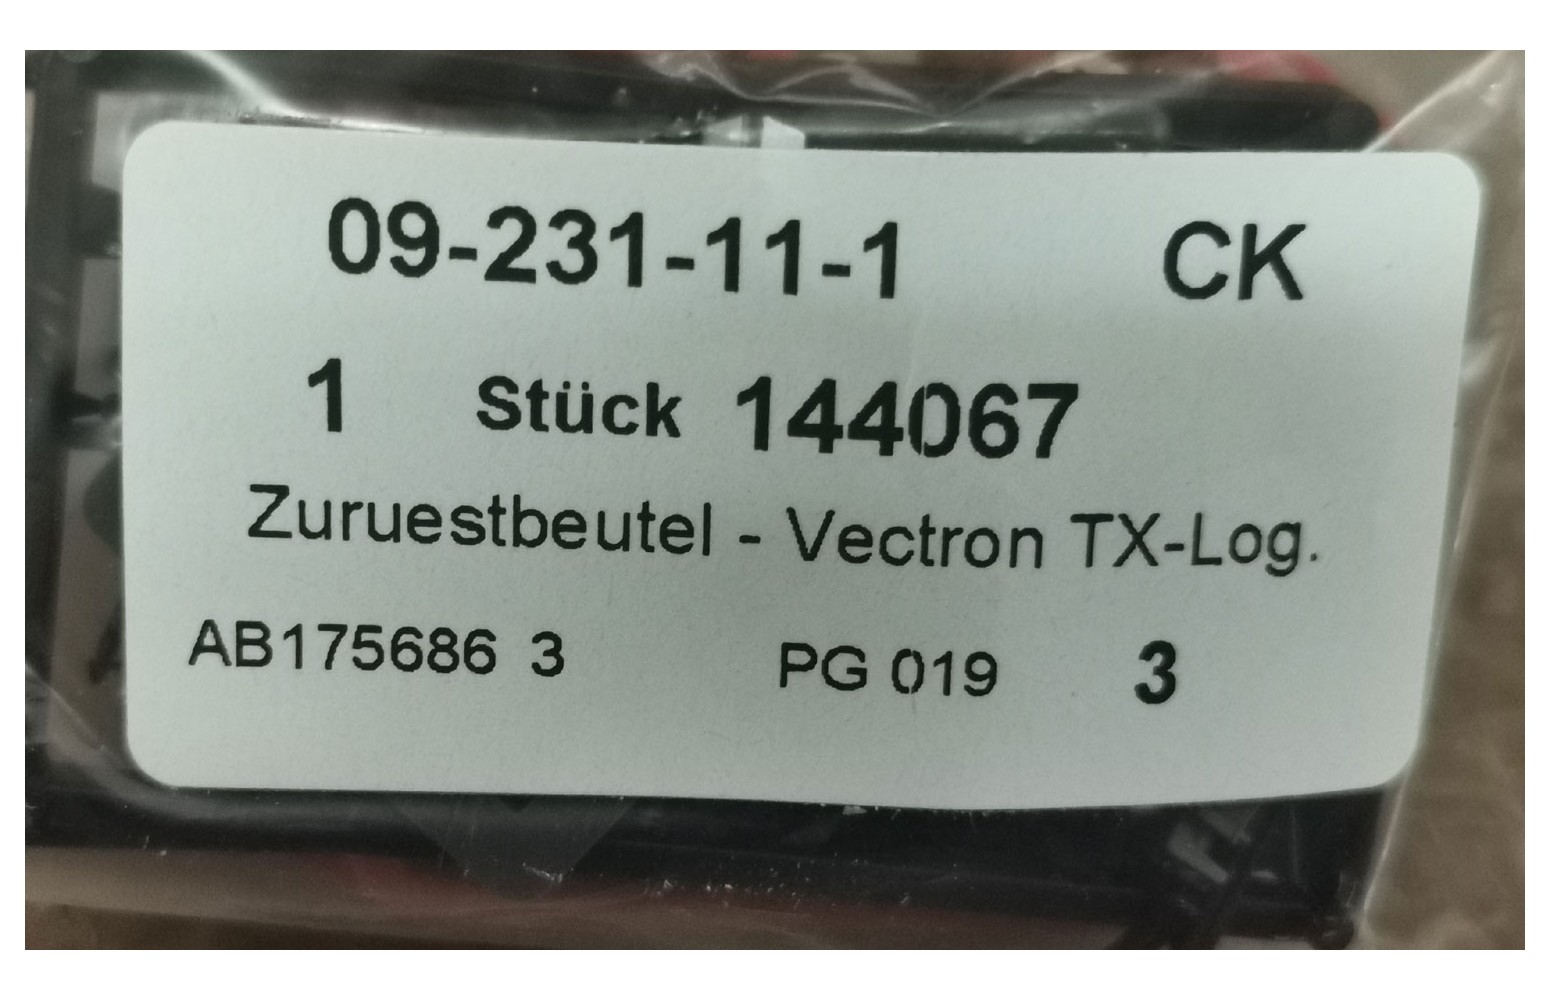 09-231-11-1 CK
1 Stück 144067
Zuruestbeutel - Vectron TX-Log.
AB175686 3 PG 019 3